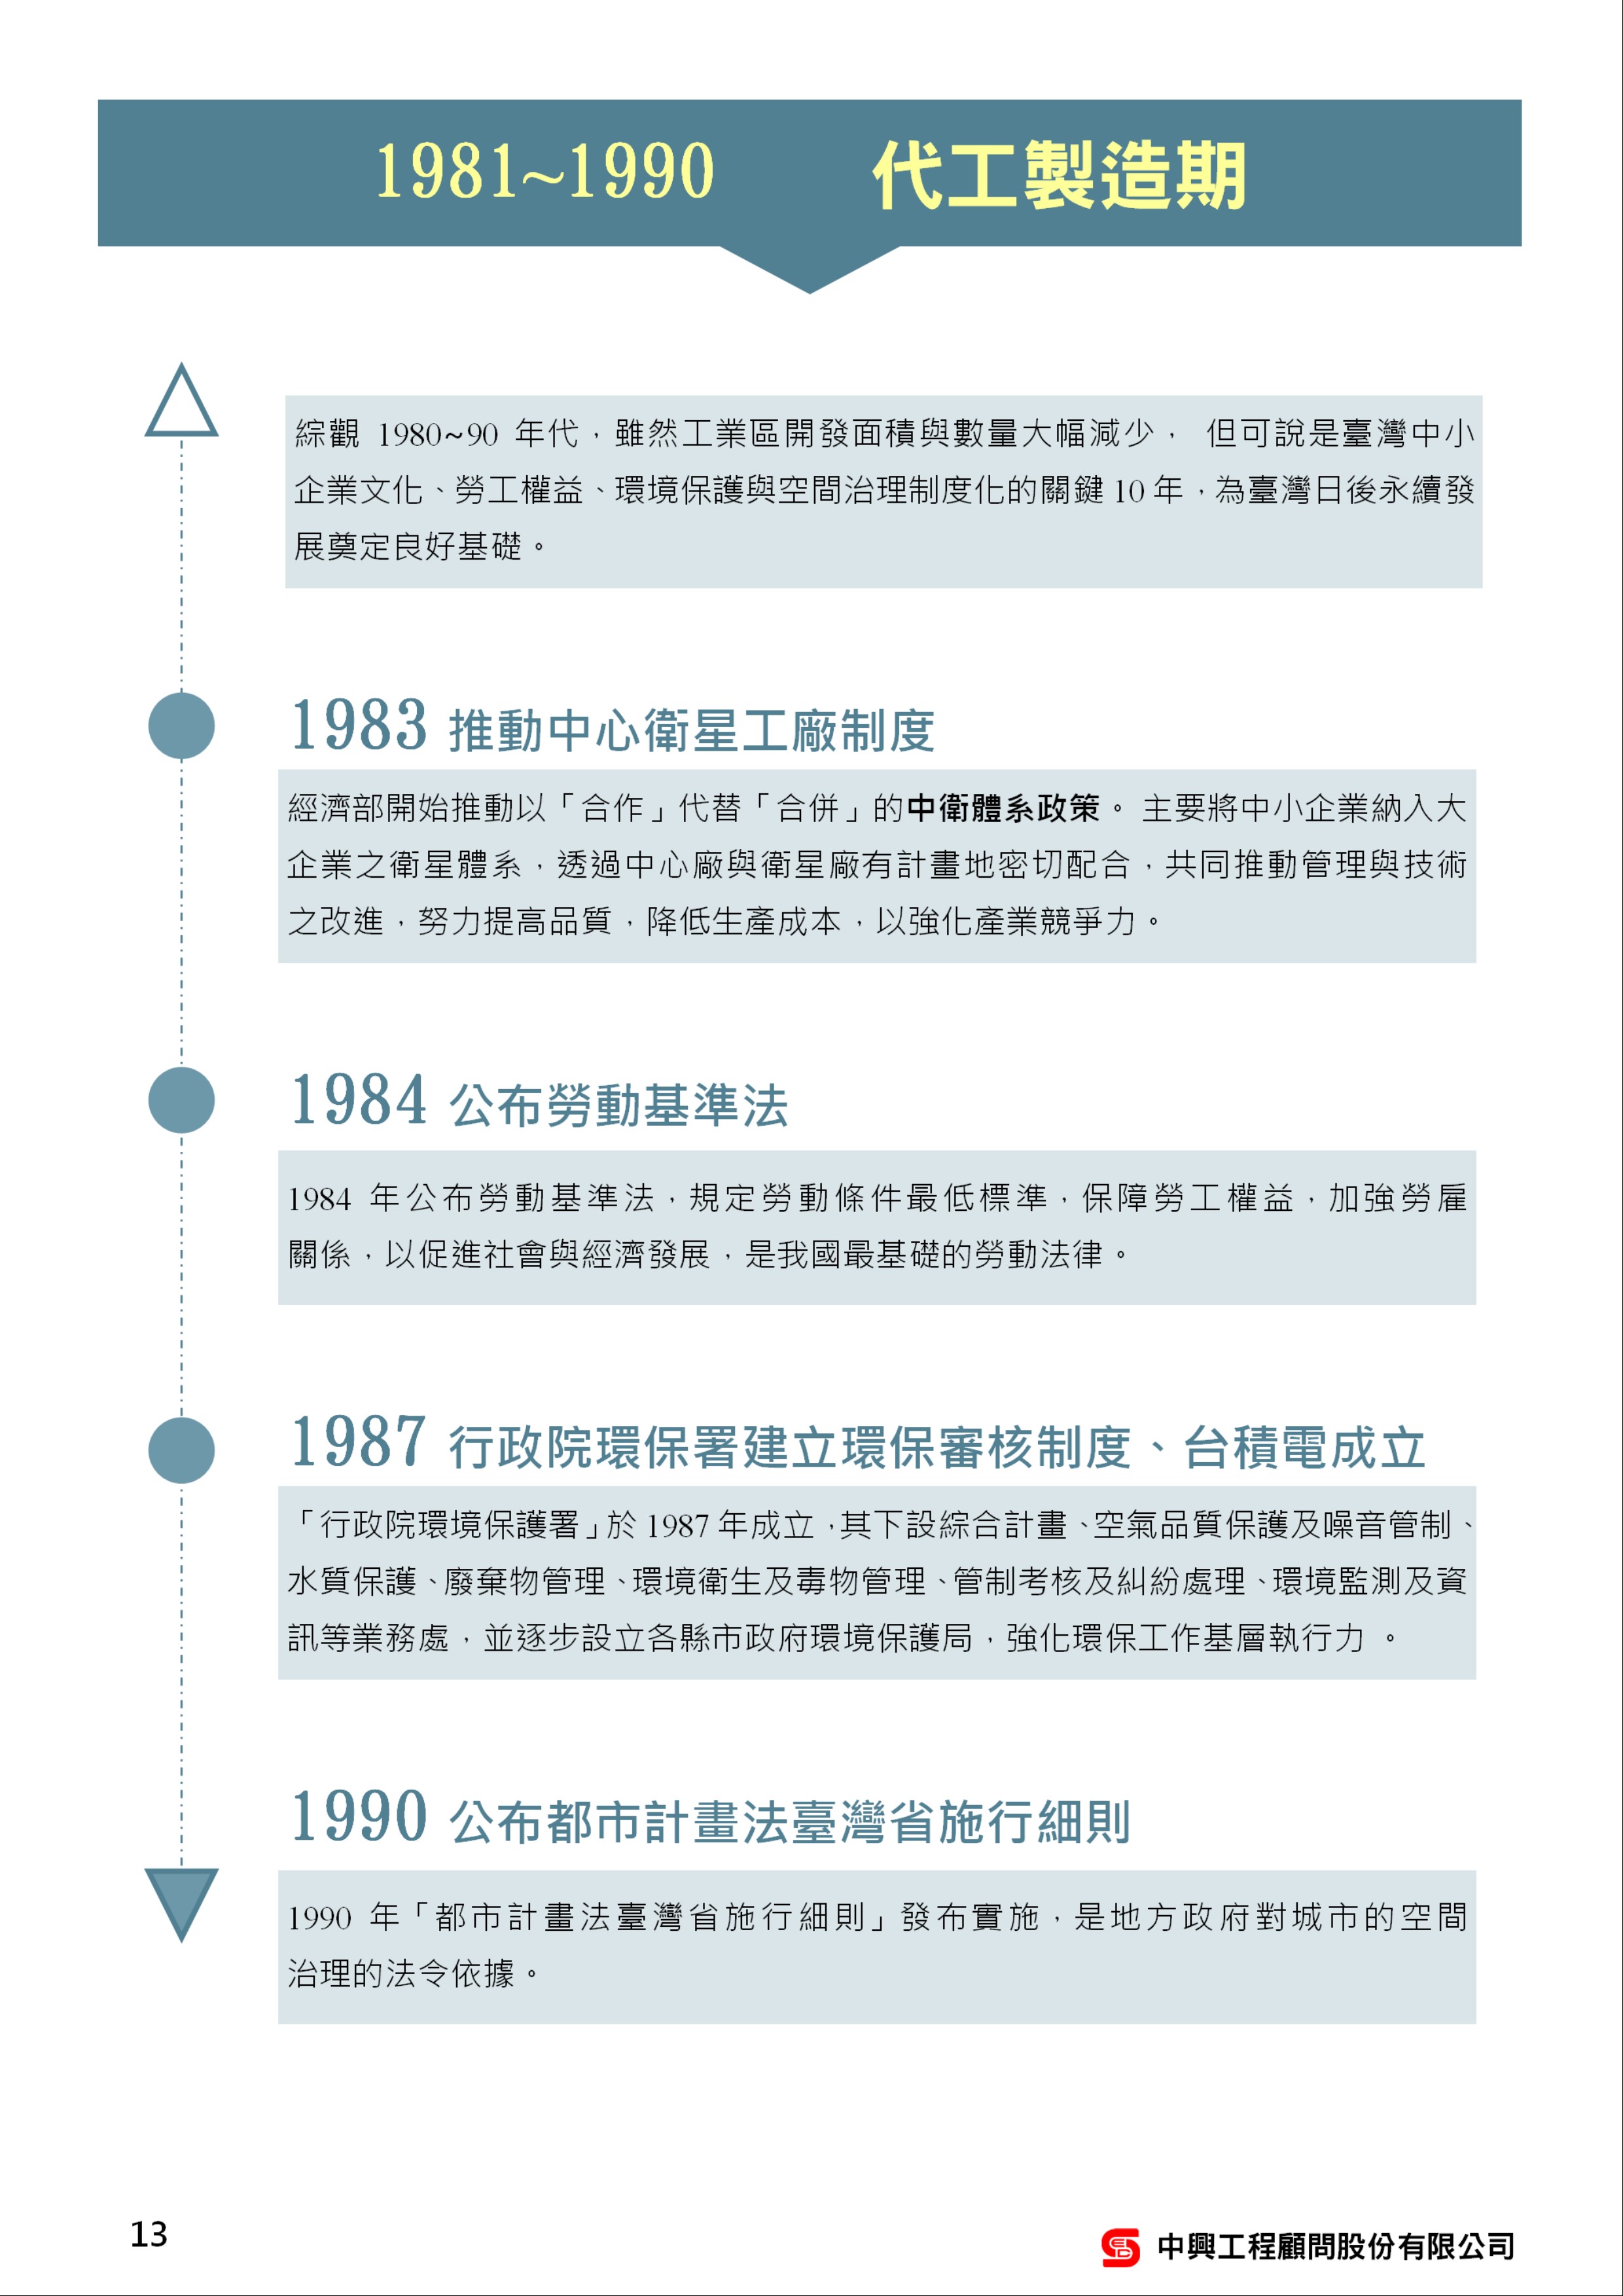 1981~1990 代工製造期
綜觀 1980~90 年代，雖然工業區開發面積與數量大幅減少， 但可說是臺灣中小
企業文化、勞工權益、環境保護與空間治理制度化的關鍵 10 年，為臺灣日後永續發
展奠定良好基礎。
1983 推動中心衛星工廠制度
經濟部開始推動以「合作」代替「合併」的中衛體系政策。 主要將中小企業納入大
企業之衛星體系，透過中心廠與衛星廠有計畫地密切配合，共同推動管理與技術
之改進，努力提高品質，降低生產成本，以強化產業競爭力。
1984 公布勞動基準法
1984 年公布勞動基準法，規定勞動條件最低標準，保障勞工權益，加強勞雇
關係，以促進社會與經濟發展，是我國最基礎的勞動法律。
1987 行政院環保署建立環保審核制度、台積電成立
「行政院環境保護署」於 1987 年成立，其下設綜合計畫、空氣品質保護及噪音管制、
水質保護、廢棄物管理、環境衛生及毒物管理、管制考核及糾紛處理、環境監測及資
訊等業務處，並逐步設立各縣市政府環境保護局，強化環保工作基層執行力 。
1990 公布都市計畫法臺灣省施行細則
1990 年「都市計畫法臺灣省施行細則」發布實施，是地方政府對城市的空間
治理的法令依據。
13
中興工程顧問股份有限公司